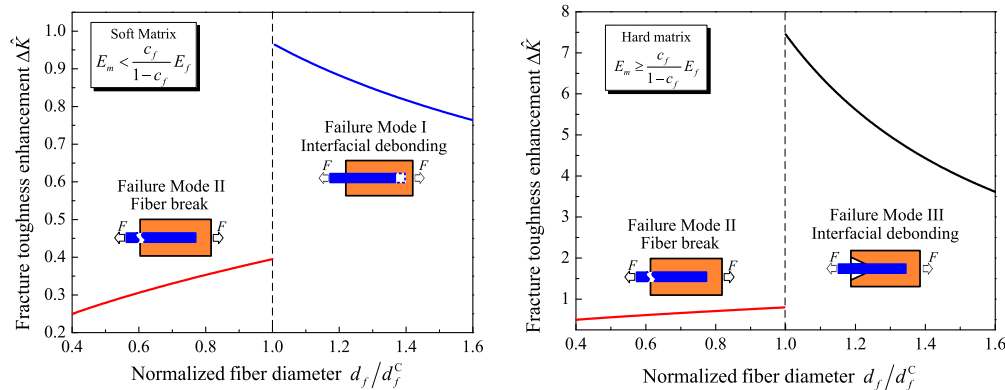 Fracture toughness enhancement ΔK̂
1.0
0.9
0.8
0.7
0.6
0.5
0.4
0.3
0.2
Soft Matrix
E_m < c_f/(1-c_f) E_f
Failure Mode I
Interfacial debonding
F F
Failure Mode II
Fiber break
F F
0.4 0.6 0.8 1.0 1.2 1.4 1.6
Normalized fiber diameter d_f/d_f^C
Fracture toughness enhancement ΔK̂
8
7
6
5
4
3
2
1
Hard matrix
E_m ≥ c_f/(1-c_f) E_f
Failure Mode II
Fiber break
F F
Failure Mode III
Interfacial debonding
F F
0.4 0.6 0.8 1.0 1.2 1.4 1.6
Normalized fiber diameter d_f/d_f^C